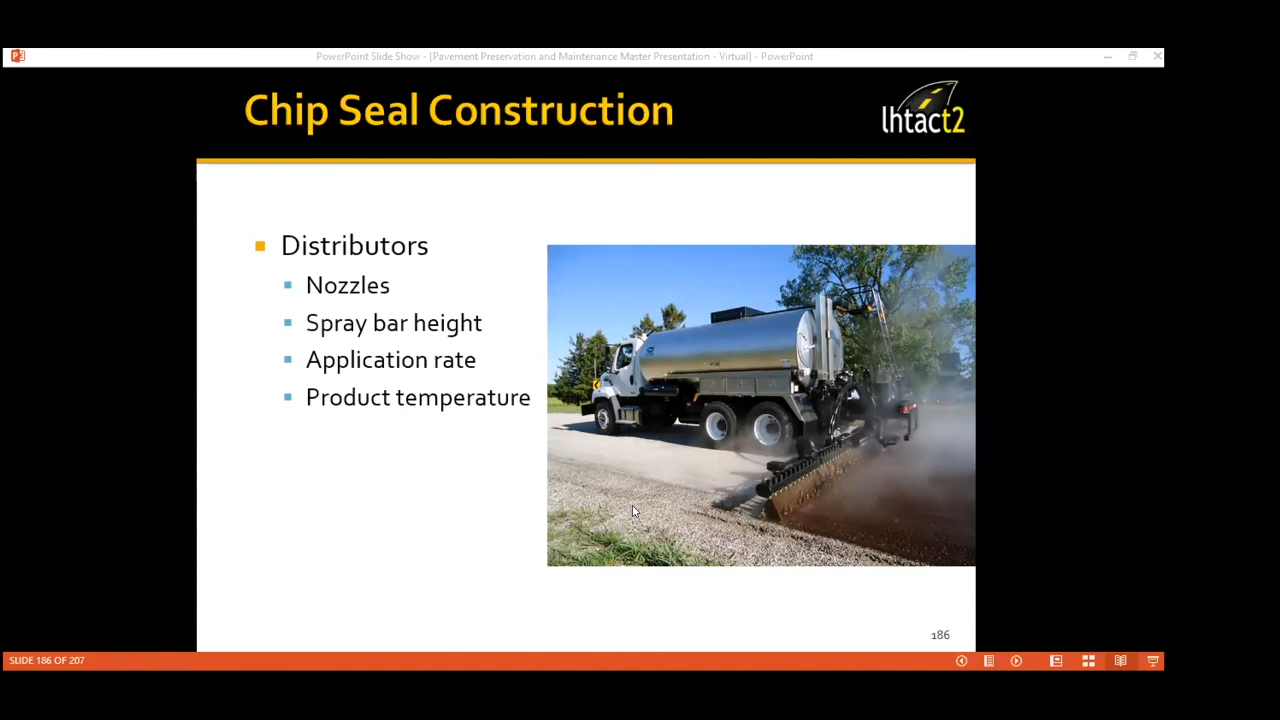 PowerPoint Slide Show - [Pavement Preservation and Maintenance Master Presentation - Virtual] - PowerPoint
Chip Seal Construction
lhtact2
Distributors
Nozzles
Spray bar height
Application rate
Product temperature
186
SLIDE 186 OF 207